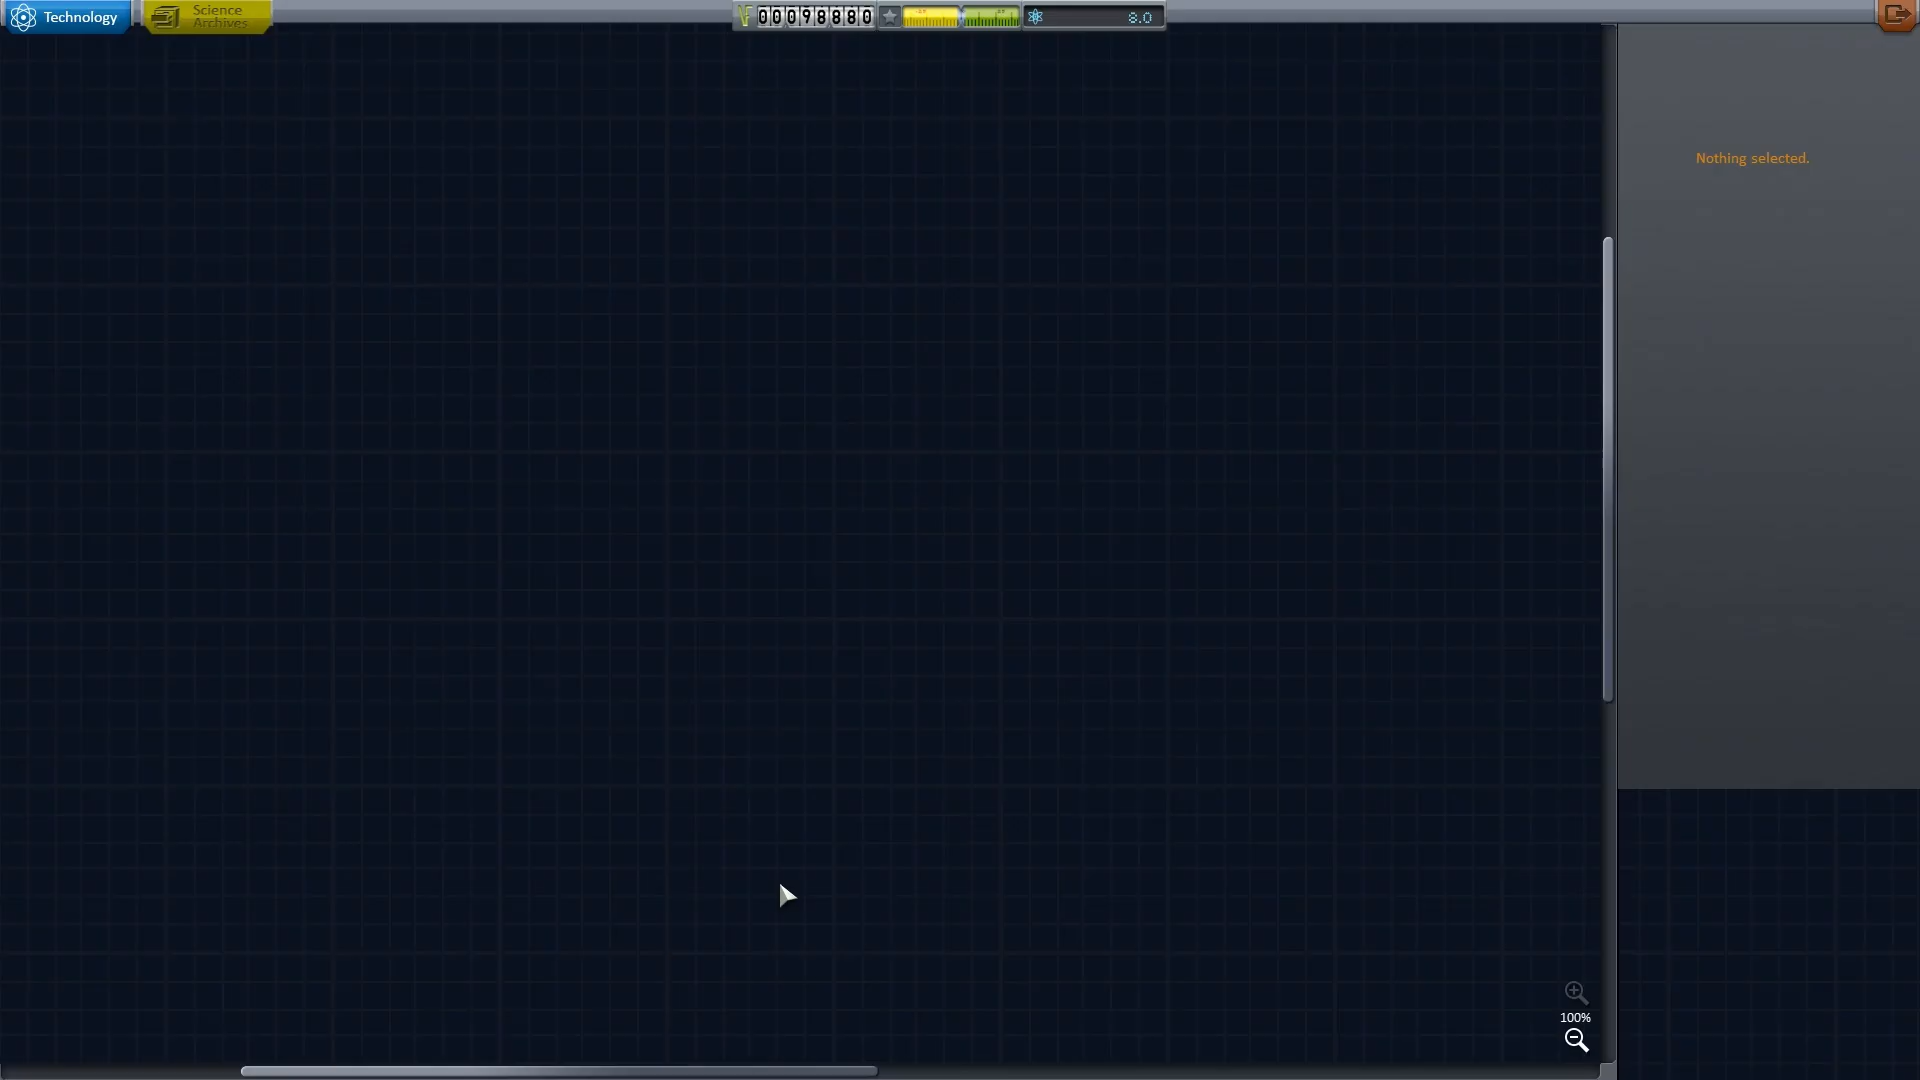 Technology
Science
Archives
00098880
8.0
Nothing selected.
100%